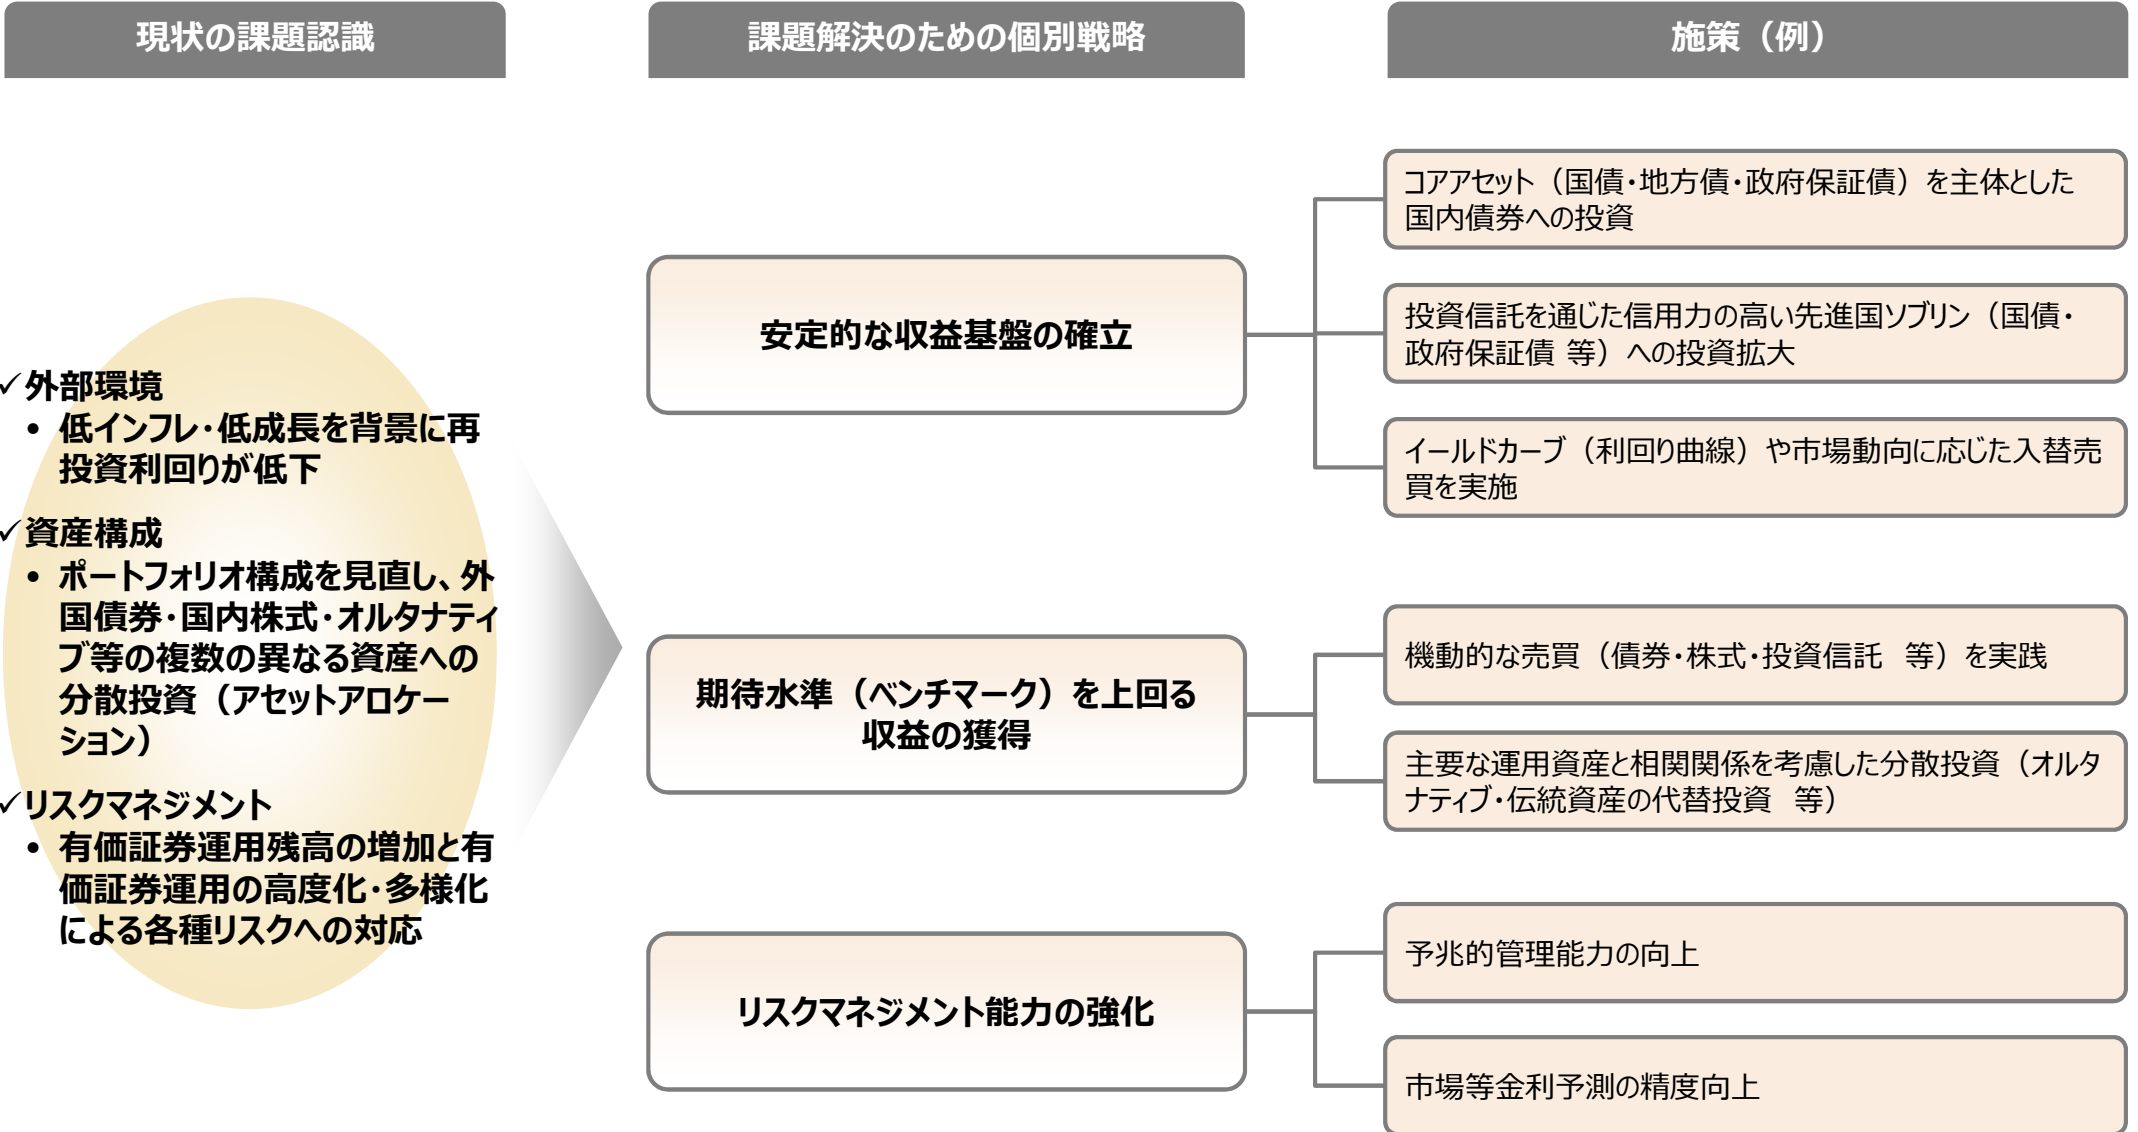 現状の課題認識
課題解決のための個別戦略
施策（例）
✓外部環境
• 低インフレ・低成長を背景に再
投資利回りが低下
✓資産構成
• ポートフォリオ構成を見直し、外
国債券・国内株式・オルタナティ
ブ等の複数の異なる資産への
分散投資（アセットアロケー
ション）
✓リスクマネジメント
• 有価証券運用残高の増加と有
価証券運用の高度化・多様化
による各種リスクへの対応
安定的な収益基盤の確立
コアアセット（国債・地方債・政府保証債）を主体とした
国内債券への投資
投資信託を通じた信用力の高い先進国ソブリン（国債・
政府保証債 等）への投資拡大
イールドカーブ（利回り曲線）や市場動向に応じた入替売
買を実施
期待水準（ベンチマーク）を上回る
収益の獲得
機動的な売買（債券・株式・投資信託 等）を実践
主要な運用資産と相関関係を考慮した分散投資（オルタ
ナティブ・伝統資産の代替投資 等）
リスクマネジメント能力の強化
予兆的管理能力の向上
市場等金利予測の精度向上